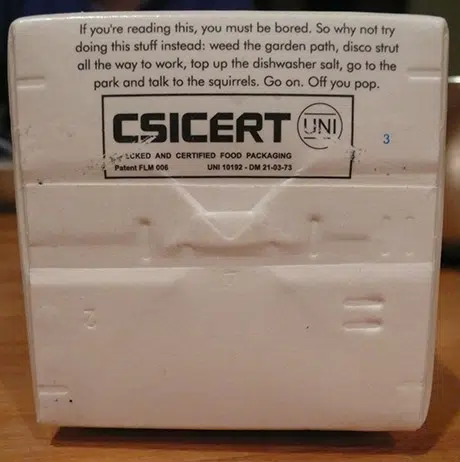 If you're reading this, you must be bored. So why not try
doing this stuff instead: weed the garden path, disco strut
all the way to work, top up the dishwasher salt, go to the
park and talk to the squirrels. Go on. Off you pop.
CSICERT UNI
3
AND CERTIFIED FOOD PACKAGING
Patent FLM 006 UNI 10192 - DM 21-03-73
3